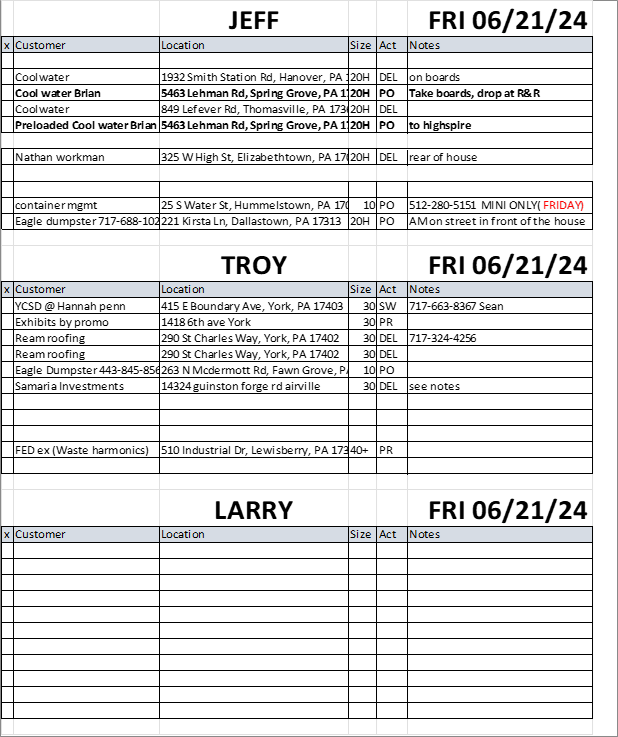 JEFF FRI 06/21/24
x Customer Location Size Act Notes
Coolwater 1932 Smith Station Rd, Hanover, PA 1 20H DEL on boards
Cool water Brian 5463 Lehman Rd, Spring Grove, PA 1 20H PO Take boards, drop at R&R
Coolwater 849 Lefever Rd, Thomasville, PA 173 20H DEL
Preloaded Cool water Brian 5463 Lehman Rd, Spring Grove, PA 1 20H PO to highspire
Nathan workman 325 W High St, Elizabethtown, PA 170 20H DEL rear of house
container mgmt 25 S Water St, Hummelstown, PA 170 10 PO 512-280-5151 MINI ONLY( FRIDAY)
Eagle dumpster 717-688-102 221 Kirsta Ln, Dallastown, PA 17313 20H PO AM on street in front of the house
TROY FRI 06/21/24
x Customer Location Size Act Notes
YCSD @ Hannah penn 415 E Boundary Ave, York, PA 17403 30 SW 717-663-8367 Sean
Exhibits by promo 1418 6th ave York 30 PR
Ream roofing 290 St Charles Way, York, PA 17402 30 DEL 717-324-4256
Ream roofing 290 St Charles Way, York, PA 17402 30 DEL
Eagle Dumpster 443-845-856 263 N Mcdermott Rd, Fawn Grove, PA 10 PO
Samaria Investments 14324 guinston forge rd airville 30 DEL see notes
FED ex (Waste harmonics) 510 Industrial Dr, Lewisberry, PA 173 40+ PR
LARRY FRI 06/21/24
x Customer Location Size Act Notes